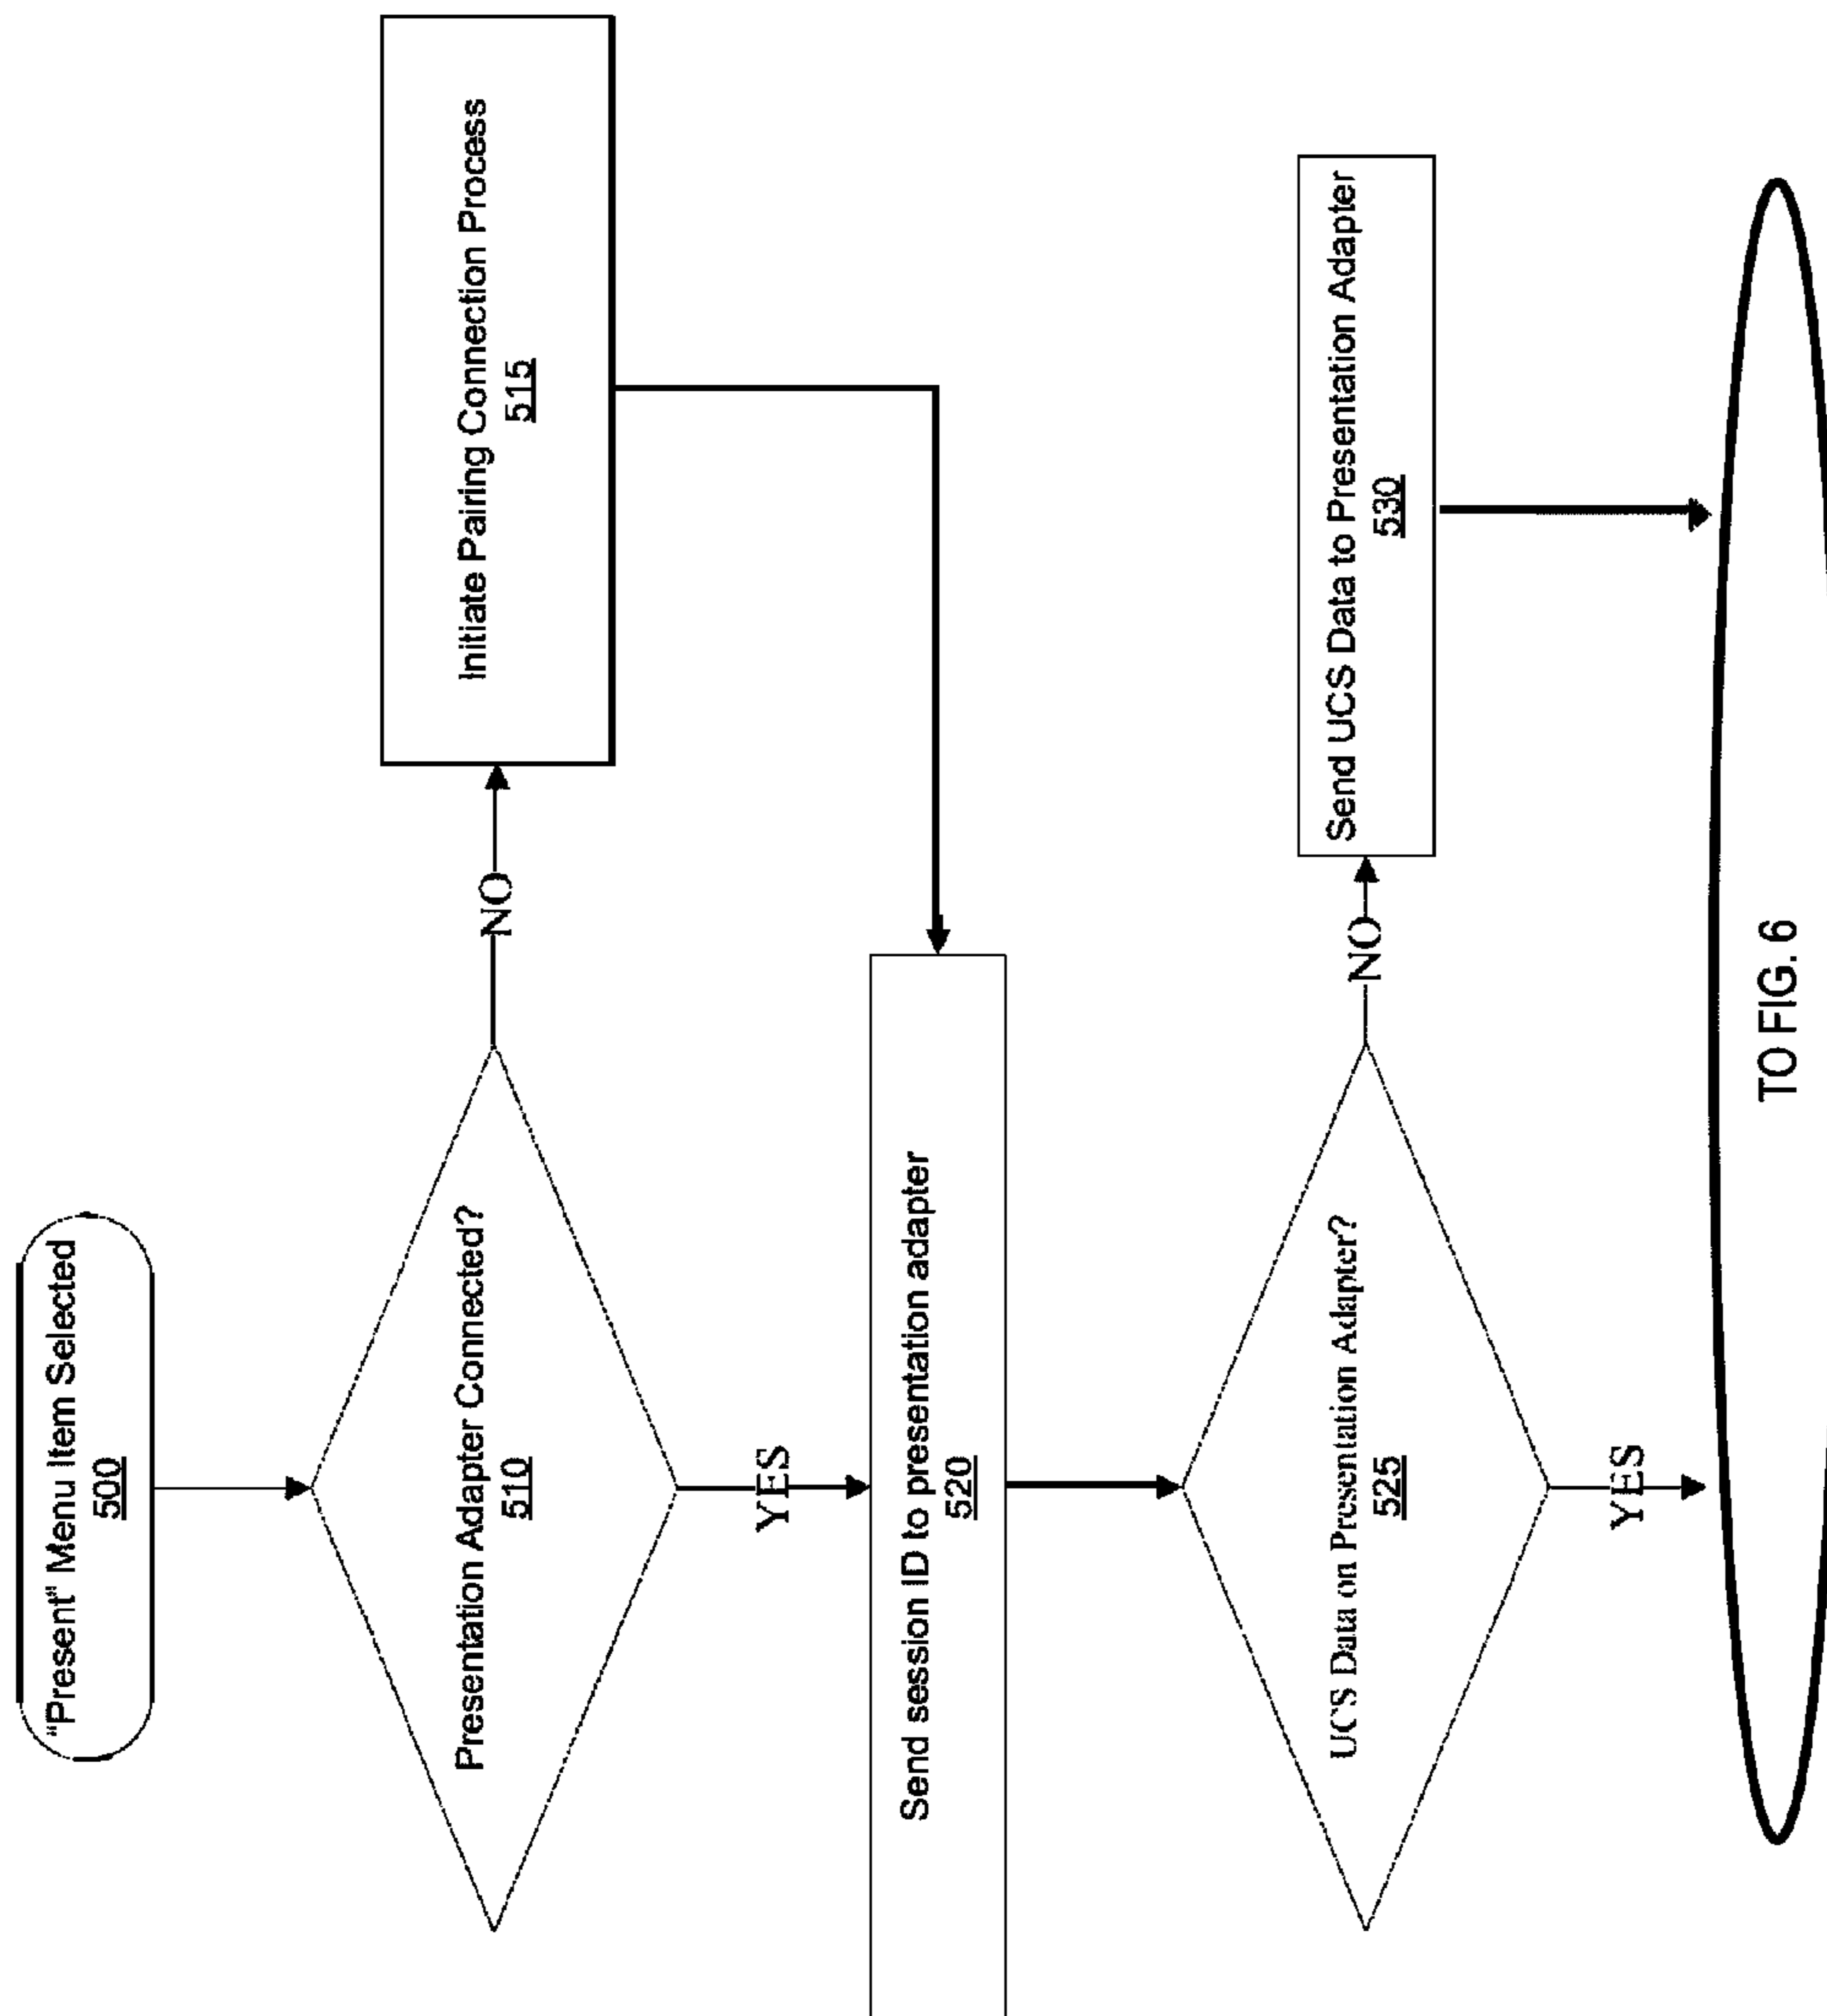 "Present" Menu Item Selected
500
Presentation Adapter Connected?
510
NO
Initiate Pairing Connection Process
515
YES
Send session ID to presentation adapter
520
UCS Data on Presentation Adapter?
525
NO
Send UCS Data to Presentation Adapter
530
YES
TO FIG. 6